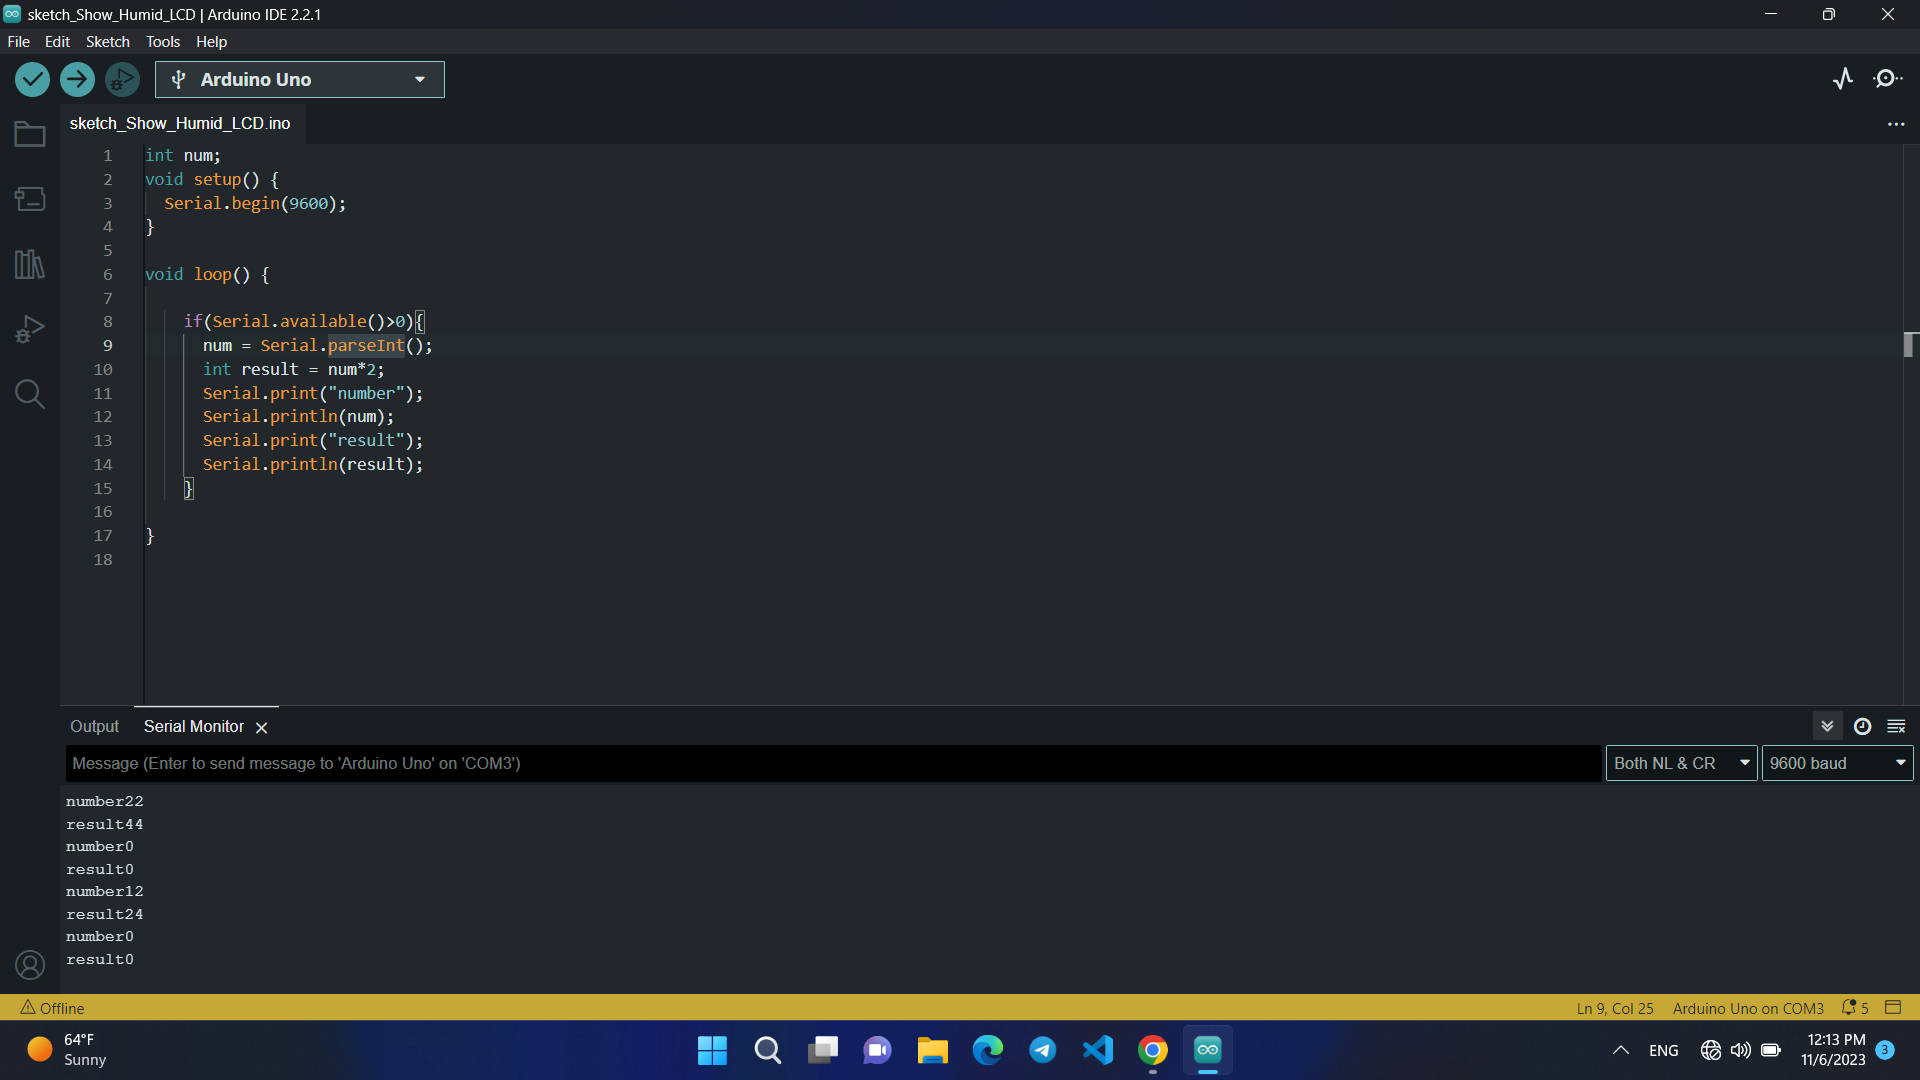 sketch_Show_Humid_LCD | Arduino IDE 2.2.1
File Edit Sketch Tools Help
Arduino Uno
sketch_Show_Humid_LCD.ino
1 int num;
2 void setup() {
3   Serial.begin(9600);
4 }
5
6 void loop() {
7
8     if(Serial.available()>0){
9       num = Serial.parseInt();
10       int result = num*2;
11       Serial.print("number");
12       Serial.println(num);
13       Serial.print("result");
14       Serial.println(result);
15     }
16
17 }
18
Output Serial Monitor
Message (Enter to send message to 'Arduino Uno' on 'COM3') Both NL & CR 9600 baud
number22
result44
number0
result0
number12
result24
number0
result0
Offline Ln 9, Col 25 Arduino Uno on COM3 5
64°F
Sunny
ENG
12:13 PM
11/6/2023
3